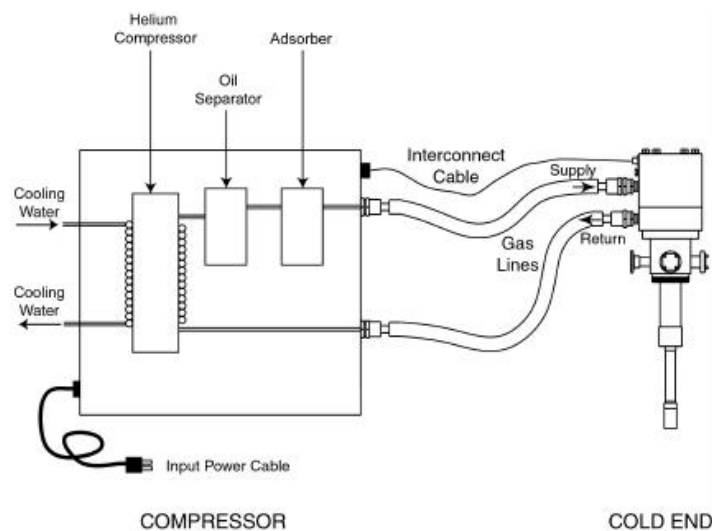 Helium
Compressor
Adsorber
Oil
Separator
Interconnect
Cable
Supply
Cooling
Water
Gas
Lines
Return
Cooling
Water
Input Power Cable
COMPRESSOR
COLD END